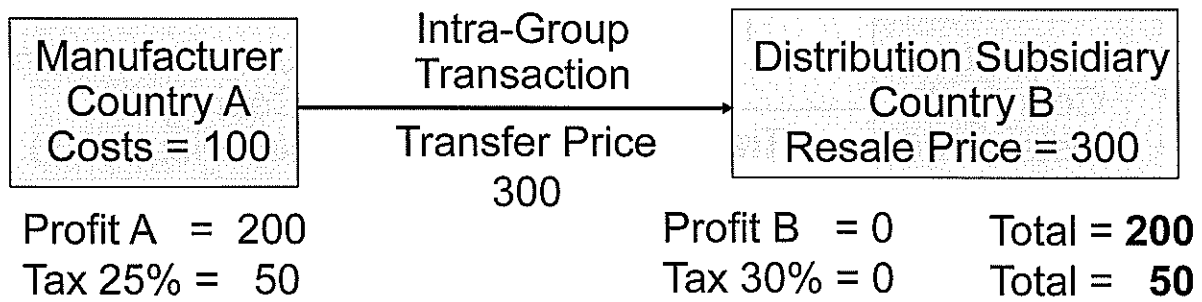 Manufacturer
Country A
Costs = 100
Intra-Group
Transaction
Transfer Price
300
Distribution Subsidiary
Country B
Resale Price = 300
Profit A = 200
Tax 25% = 50
Profit B = 0
Tax 30% = 0
Total = 200
Total = 50